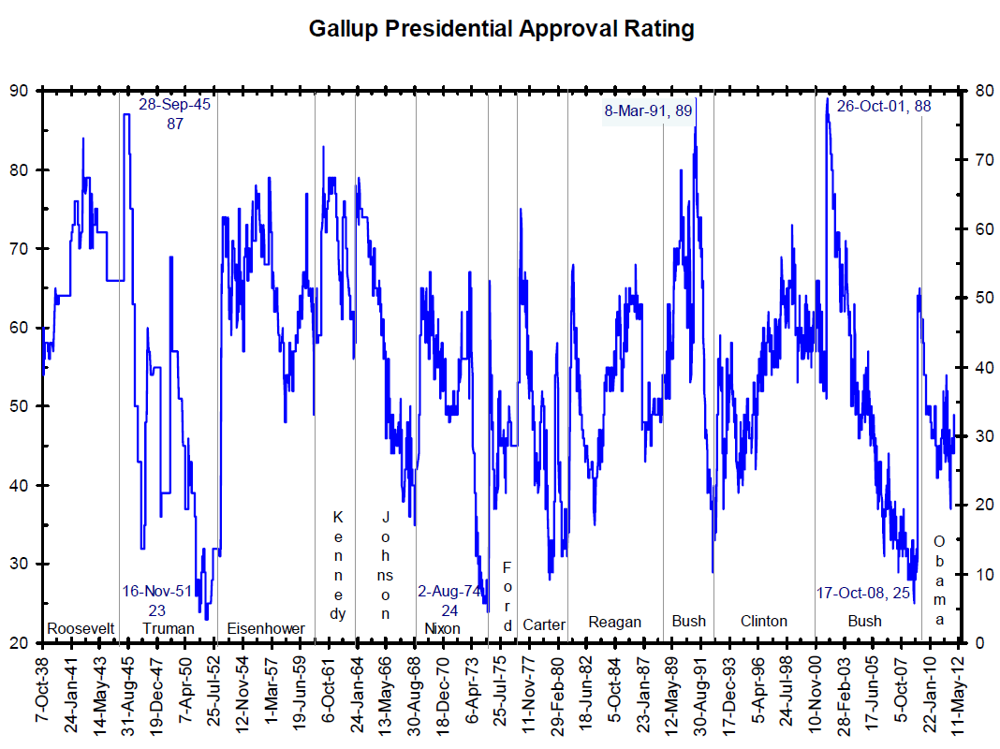 Gallup Presidential Approval Rating
90
80
70
60
50
40
30
20
80
70
60
50
40
30
20
10
0
28-Sep-45
87
8-Mar-91, 89
26-Oct-01, 88
16-Nov-51
23
2-Aug-74
24
17-Oct-08, 25
Roosevelt
Truman
Eisenhower
K
e
n
n
e
dy
J
o
h
ns
o
n
Nixon
F
o
r
d
Carter
Reagan
Bush
Clinton
Bush
O
b
a
m
a
7-Oct-38
24-Jan-41
14-May-43
31-Aug-45
19-Dec-47
7-Apr-50
25-Jul-52
12-Nov-54
1-Mar-57
19-Jun-59
6-Oct-61
24-Jan-64
13-May-66
30-Aug-68
18-Dec-70
6-Apr-73
25-Jul-75
11-Nov-77
29-Feb-80
18-Jun-82
5-Oct-84
23-Jan-87
12-May-89
30-Aug-91
17-Dec-93
5-Apr-96
24-Jul-98
10-Nov-00
28-Feb-03
17-Jun-05
5-Oct-07
22-Jan-10
11-May-12